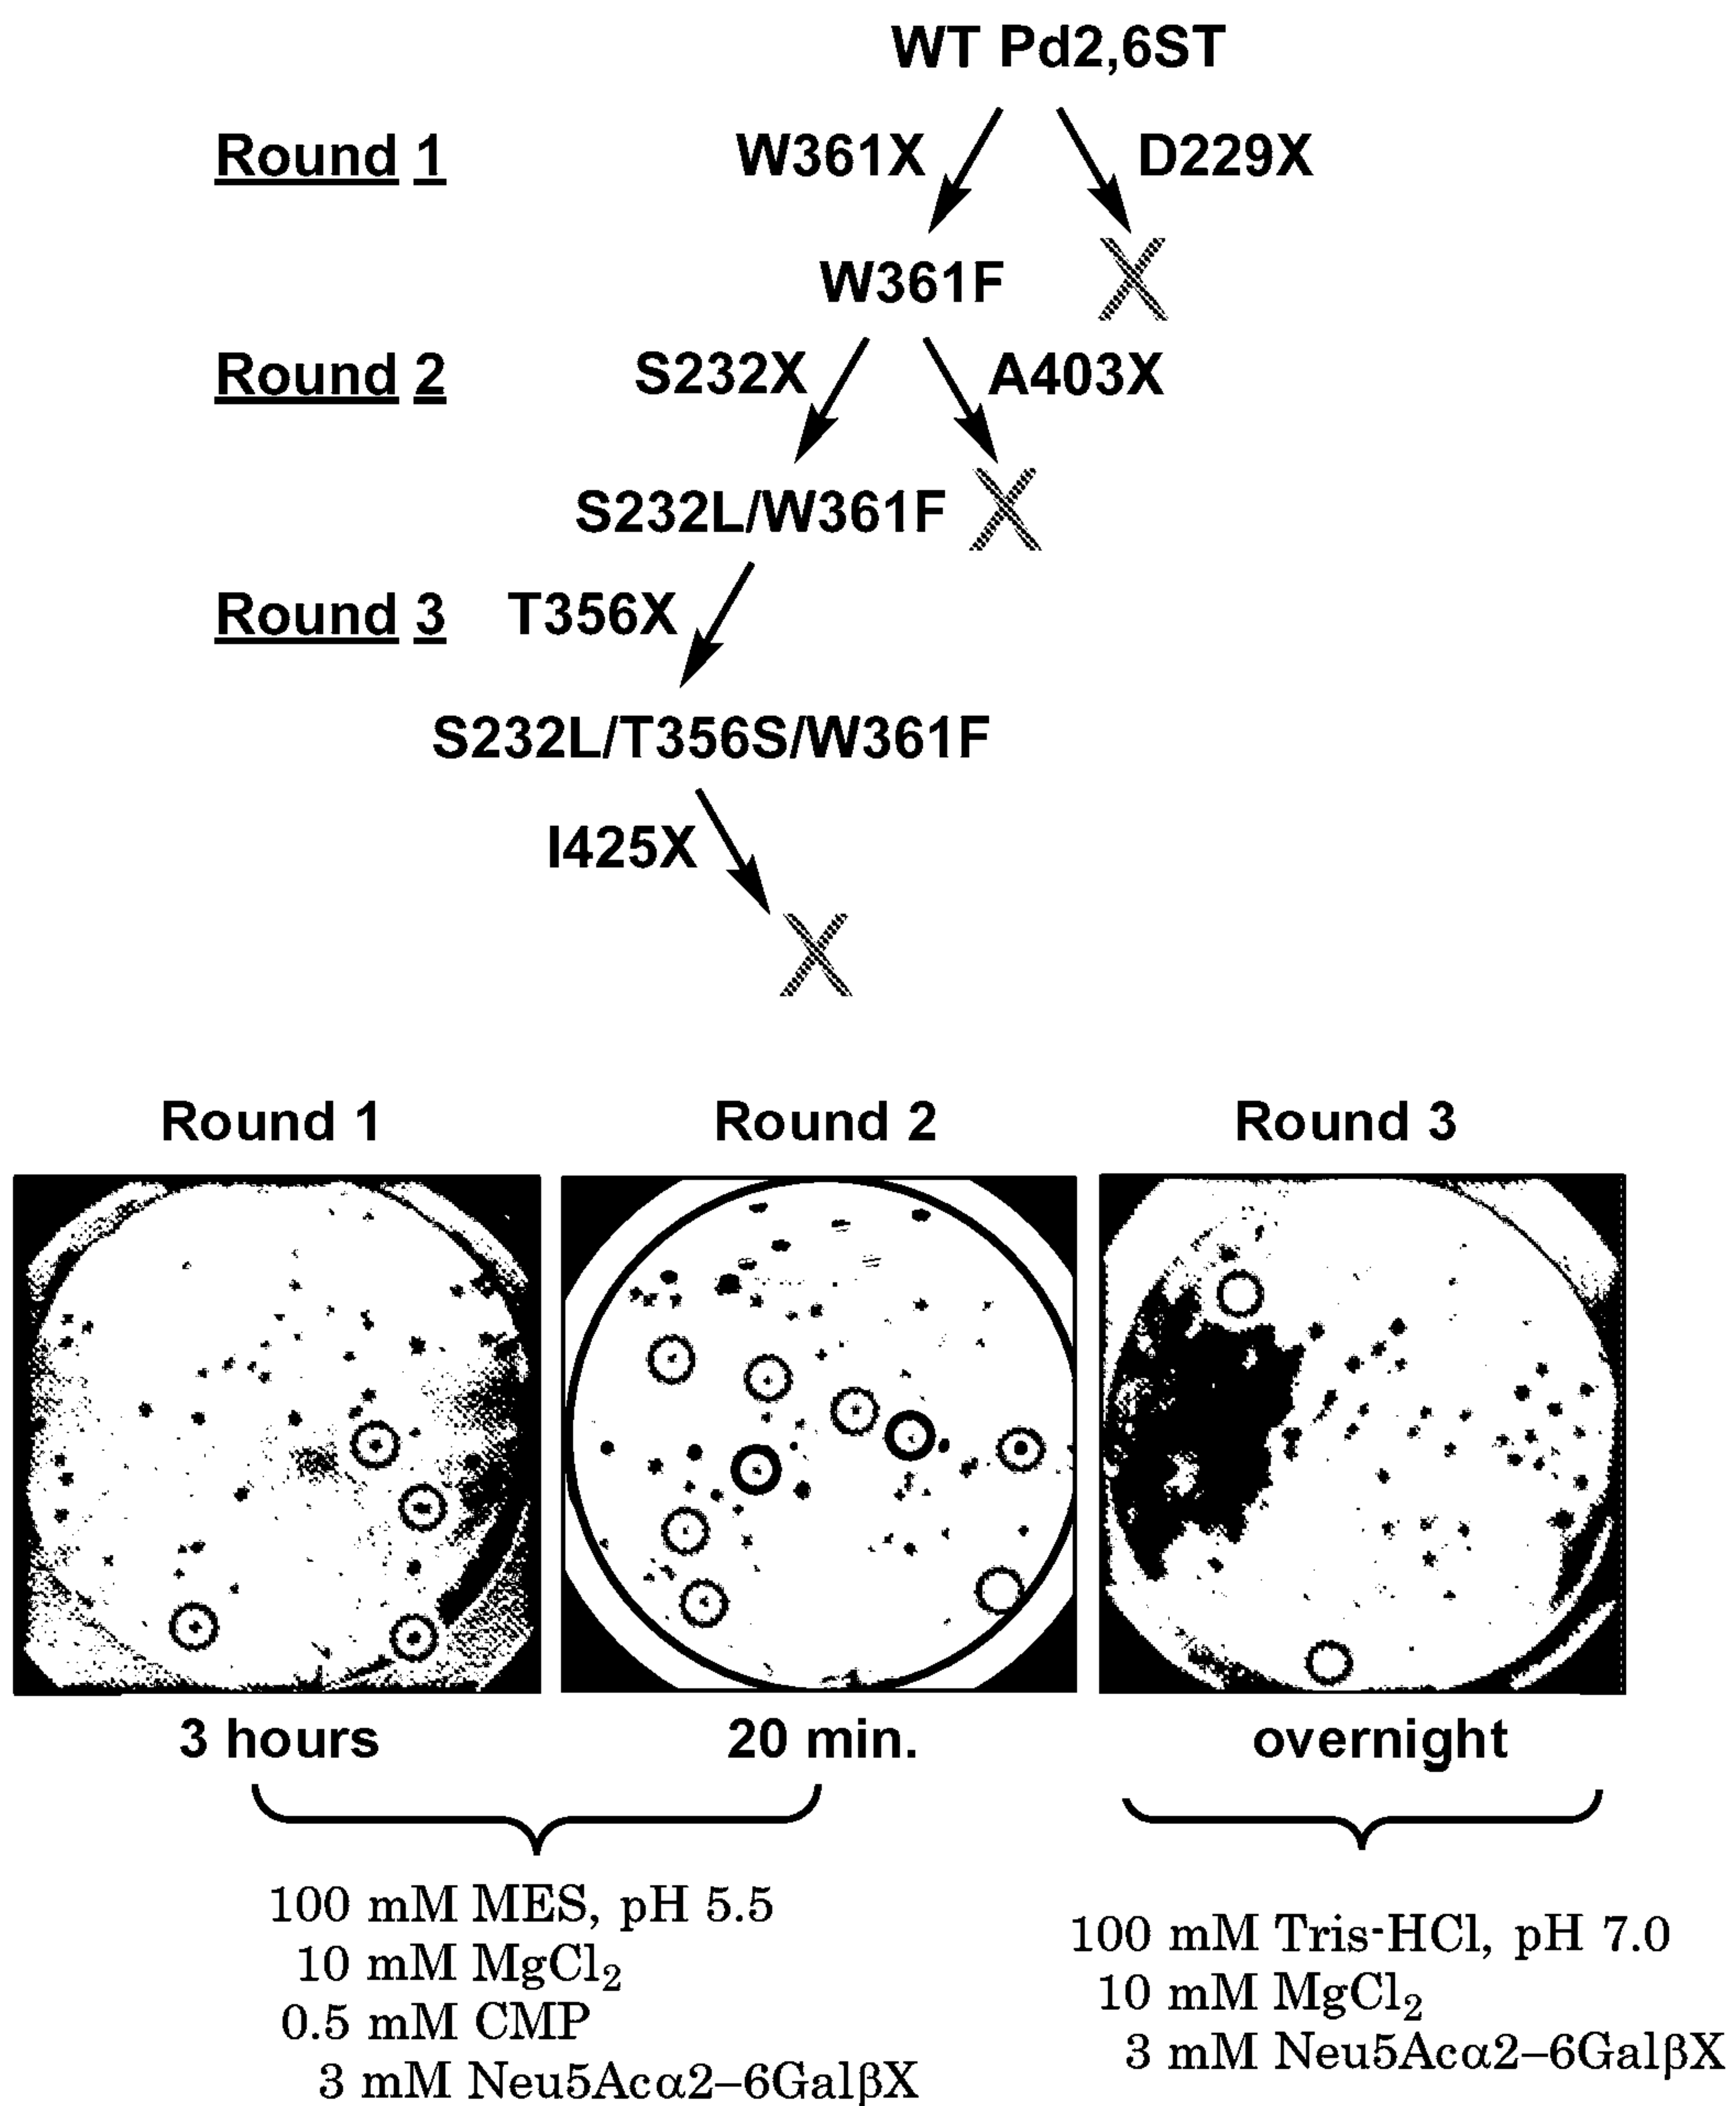 WT Pd2,6ST
Round 1
W361X
D229X
W361F
X
Round 2
S232X
A403X
S232L/W361F
X
Round 3
T356X
S232L/T356S/W361F
I425X
X
Round 1
Round 2
Round 3
3 hours
20 min.
overnight
100 mM MES, pH 5.5
10 mM MgCl₂
0.5 mM CMP
3 mM Neu5Acα2–6GalβX
100 mM Tris-HCl, pH 7.0
10 mM MgCl₂
3 mM Neu5Acα2–6GalβX